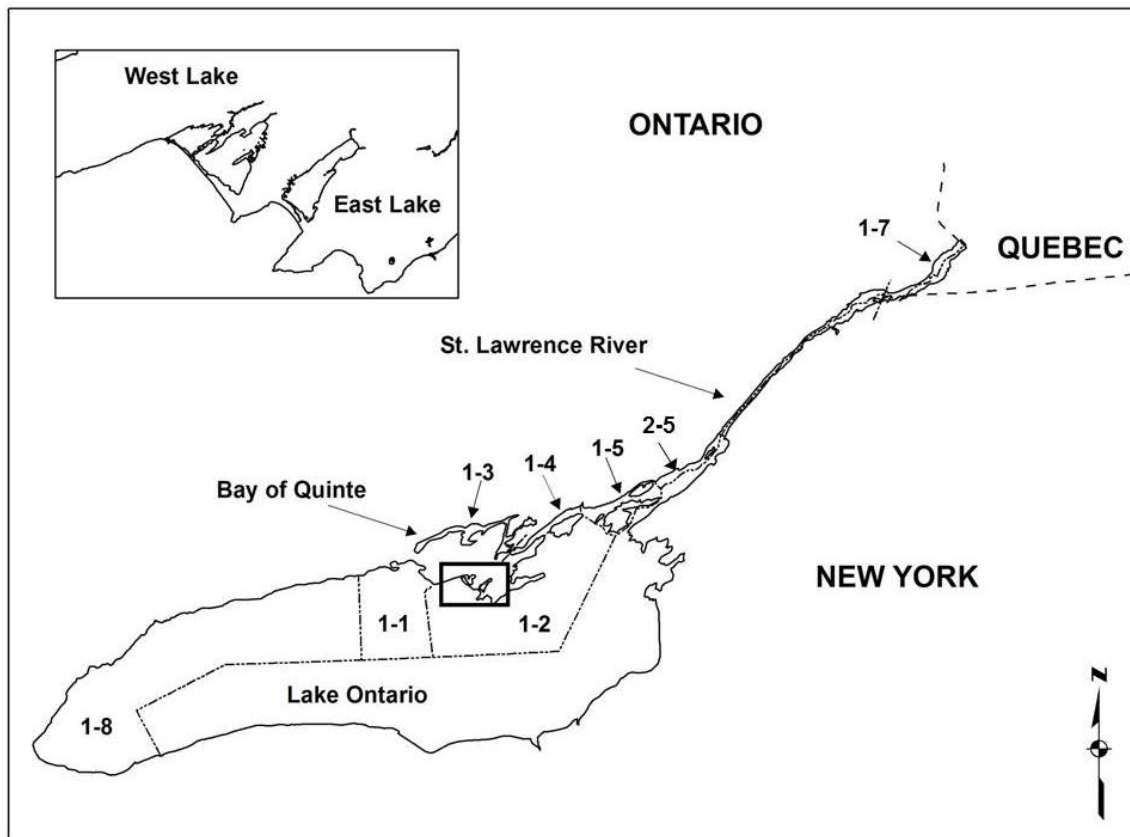 West Lake
East Lake
ONTARIO
1-7
QUEBEC
St. Lawrence River
2-5
1-5
1-4
1-3
Bay of Quinte
NEW YORK
1-1
1-2
Lake Ontario
1-8
N